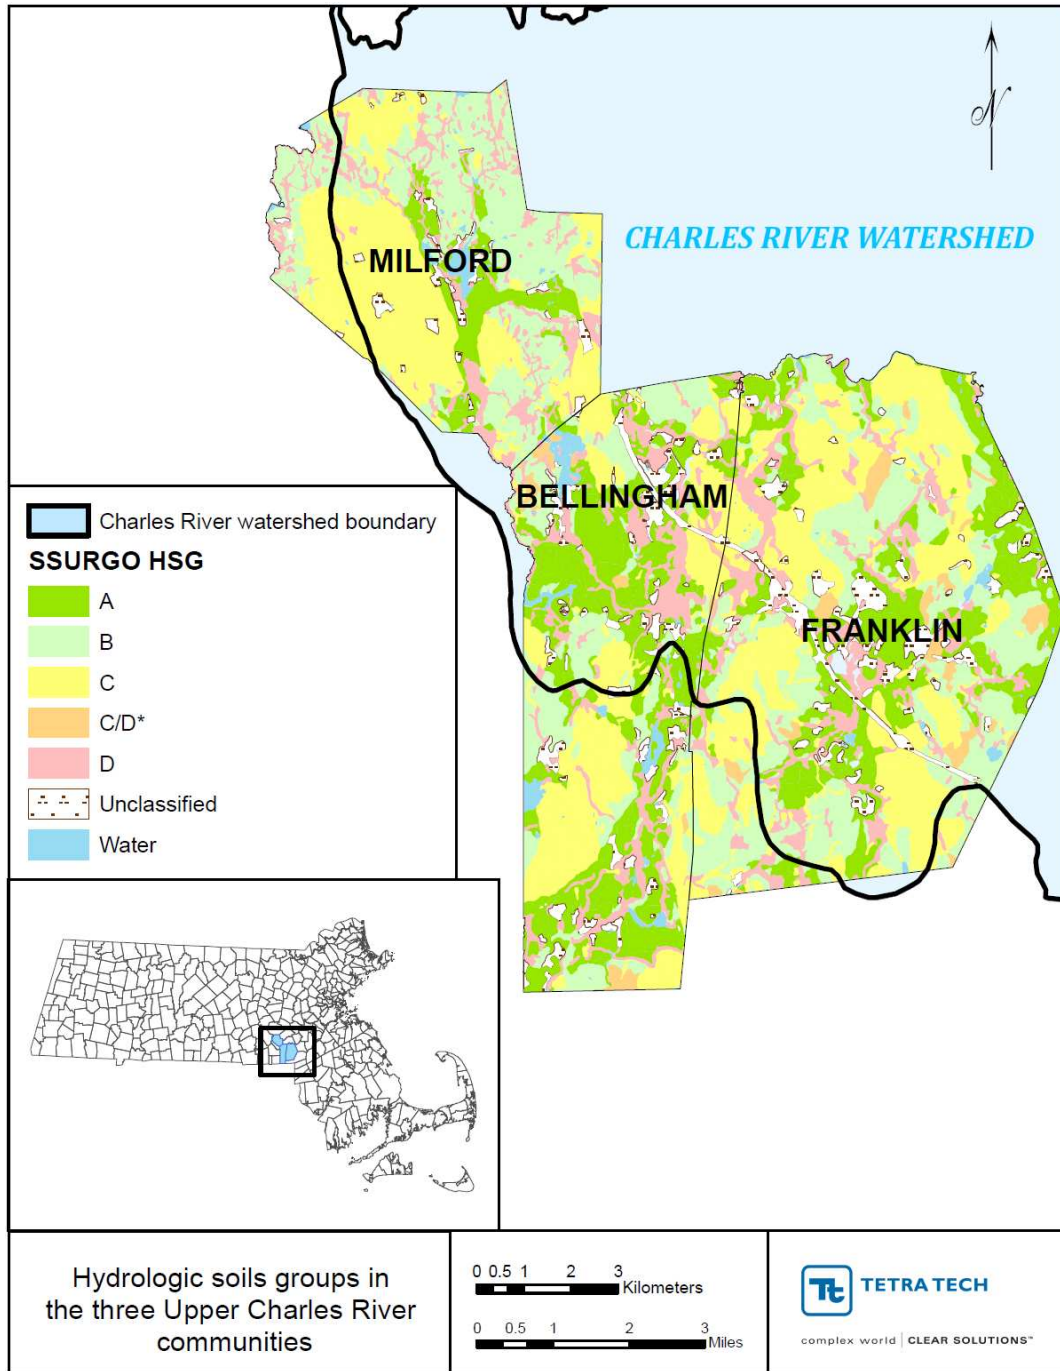 N
CHARLES RIVER WATERSHED
MILFORD
BELLINGHAM
FRANKLIN
Charles River watershed boundary
SSURGO HSG
A
B
C
C/D*
D
Unclassified
Water
Hydrologic soils groups in
the three Upper Charles River
communities
0 0.5 1 2 3
Kilometers
0 0.5 1 2 3
Miles
Tt TETRA TECH
complex world | CLEAR SOLUTIONS™